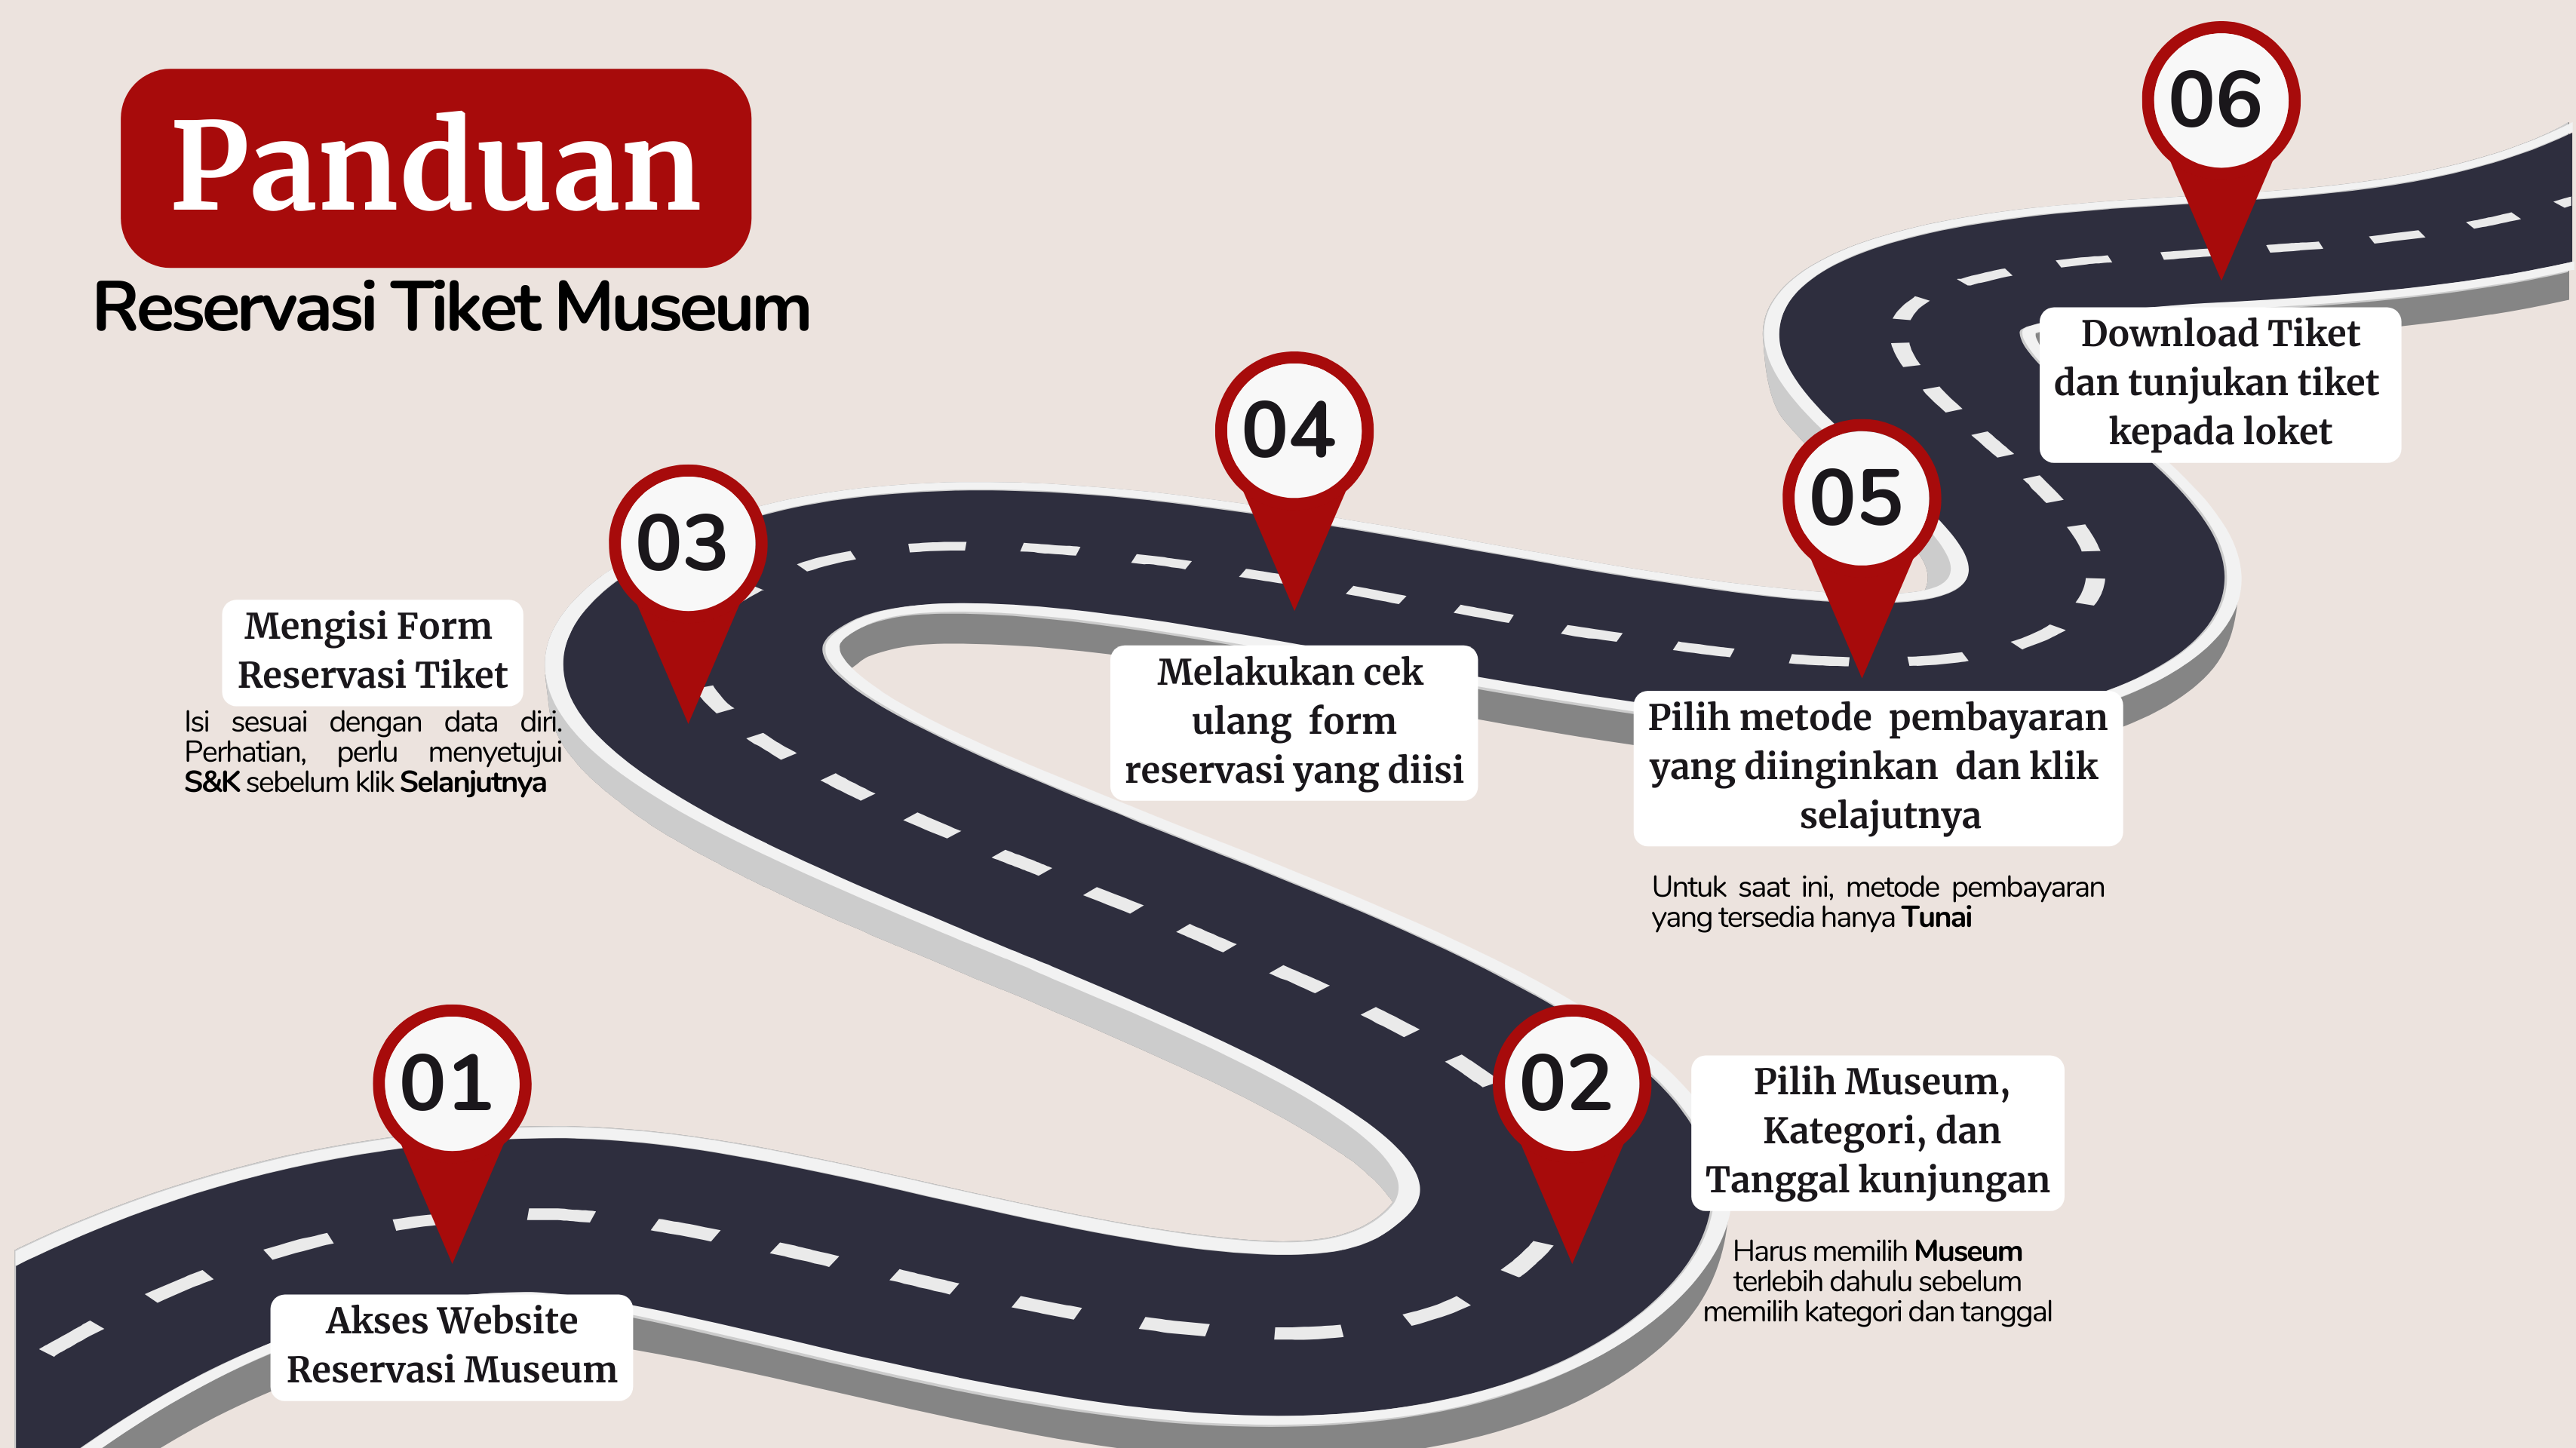 Panduan
Reservasi Tiket Museum
01
Akses Website
Reservasi Museum
02
Pilih Museum,
Kategori, dan
Tanggal kunjungan
Harus memilih Museum
terlebih dahulu sebelum
memilih kategori dan tanggal
03
Mengisi Form
Reservasi Tiket
Isi sesuai dengan data diri.
Perhatian, perlu menyetujui
S&K sebelum klik Selanjutnya
04
Melakukan cek
ulang form
reservasi yang diisi
05
Pilih metode pembayaran
yang diinginkan dan klik
selajutnya
Untuk saat ini, metode pembayaran
yang tersedia hanya Tunai
06
Download Tiket
dan tunjukan tiket
kepada loket